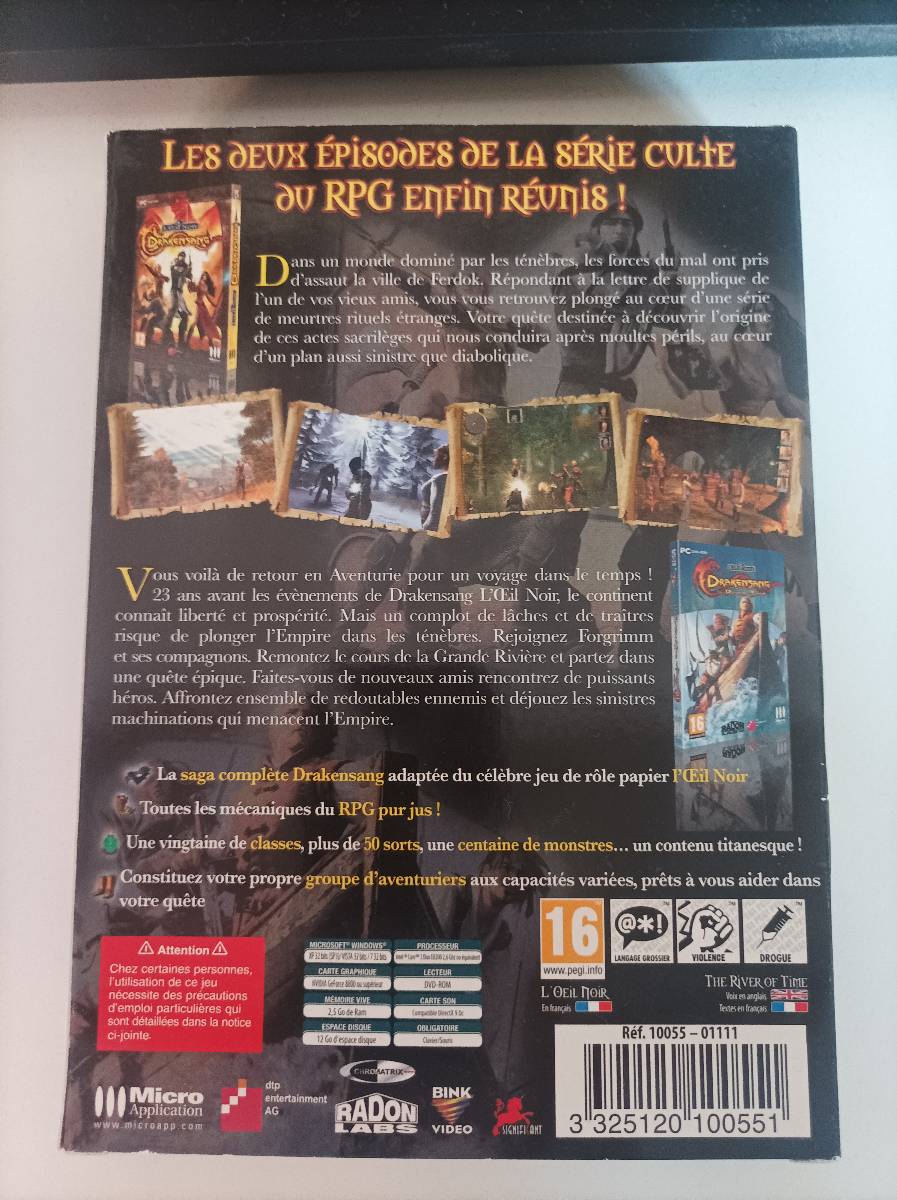 Les deux épisodes de la série culte
du RPG enfin réunis !
PC
DRAKENSANG
Dans un monde dominé par les ténèbres, les forces du mal ont pris
d'assaut la ville de Ferdok. Répondant à la lettre de supplique de
l'un de vos vieux amis, vous vous retrouvez plongé au cœur d'une série
de meurtres rituels étranges. Votre quête destinée à découvrir l'origine
de ces actes sacrilèges qui nous conduira après moultes périls, au cœur
d'un plan aussi sinistre que diabolique.
Vous voilà de retour en Aventurie pour un voyage dans le temps !
23 ans avant les évènements de Drakensang L'Œil Noir, le continent
connaît liberté et prospérité. Mais un complot de lâches et de traîtres
risque de plonger l'Empire dans les ténèbres. Rejoignez Forgrimm
et ses compagnons. Remontez le cours de la Grande Rivière et partez dans
une quête épique. Faites-vous de nouveaux amis rencontrez de puissants
héros. Affrontez ensemble de redoutables ennemis et déjouez les sinistres
machinations qui menacent l'Empire.
PC
DRAKENSANG
16
RADON
La saga complète Drakensang adaptée du célèbre jeu de rôle papier l'Œil Noir
Toutes les mécaniques du RPG pur jus !
Une vingtaine de classes, plus de 50 sorts, une centaine de monstres... un contenu titanesque !
Constituez votre propre groupe d'aventuriers aux capacités variées, prêts à vous aider dans
votre quête
Attention
Chez certaines personnes,
l'utilisation de ce jeu
nécessite des précautions
d'emploi particulières qui
sont détaillées dans la notice
ci-jointe.
MICROSOFT® WINDOWS®
XP 32 bits (SP3)/ VISTA 32 bits / 7 32 bits
CARTE GRAPHIQUE
NVIDIA GeForce 8800 ou supérieur
MÉMOIRE VIVE
2,5 Go de Ram
ESPACE DISQUE
12 Go d'espace disque
PROCESSEUR
LECTEUR
DVD-ROM
CARTE SON
Compatible DirectX 9.0c
OBLIGATOIRE
Clavier/Souris
16
www.pegi.info
@*!
LANGAGE GROSSIER
VIOLENCE
DROGUE
L'Oeil Noir
En français
The River of Time
Voix en anglais
Textes en français
Réf. 10055 - 01111
3 325120 100551
Micro
Application
www.microapp.com
dtp
entertainment
AG
CHROMATRIX
RADON
LABS
BINK
VIDEO
SIGNIFICANT